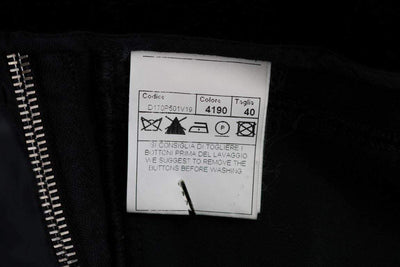 Codice Colore Taglia
D170P501V19 4190 40
P
SI CONSIGLIA DI TOGLIERE I
BOTTONI PRIMA DEL LAVAGGIO
WE SUGGEST TO REMOVE THE
BUTTONS BEFORE WASHING